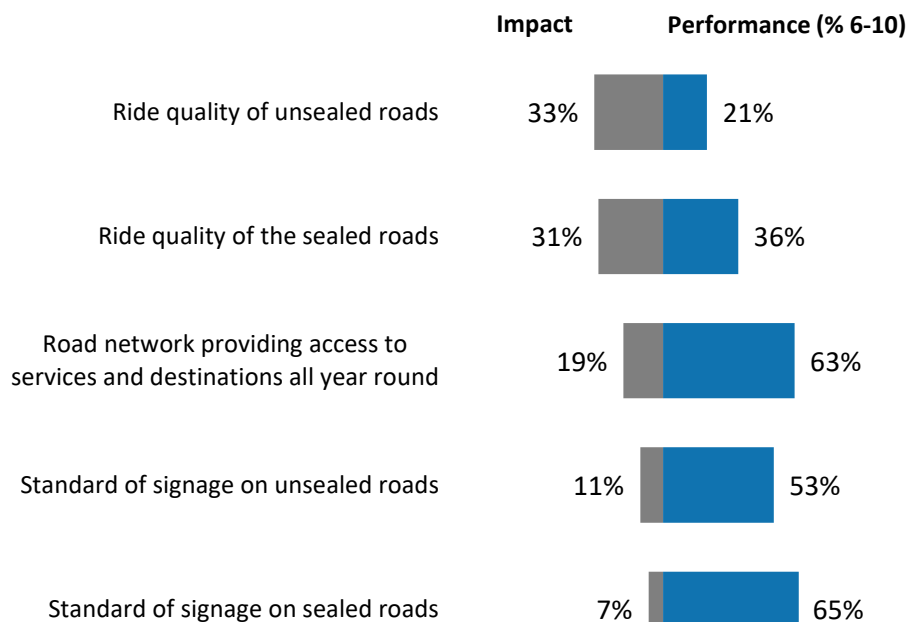 Impact Performance (% 6-10)
Ride quality of unsealed roads 33% 21%
Ride quality of the sealed roads 31% 36%
Road network providing access to
services and destinations all year round 19% 63%
Standard of signage on unsealed roads 11% 53%
Standard of signage on sealed roads 7% 65%